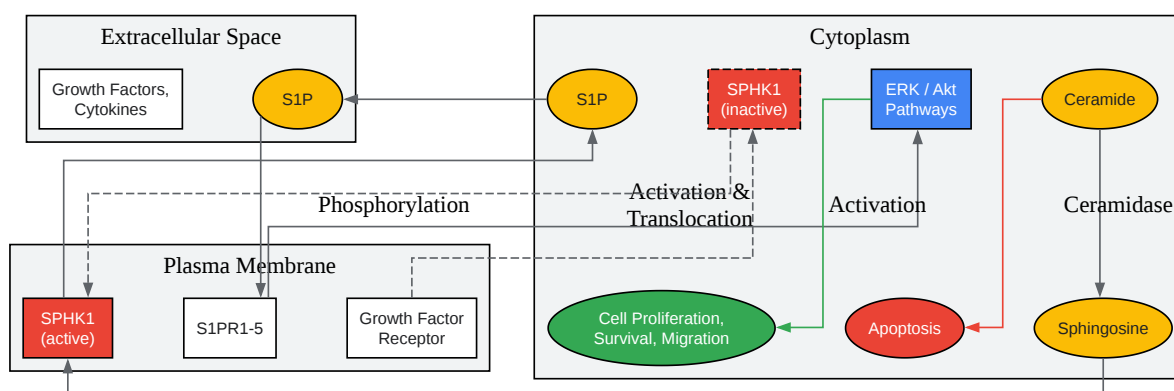 Extracellular Space
Growth Factors,
Cytokines
S1P
Cytoplasm
S1P
SPHK1
(inactive)
ERK / Akt
Pathways
Ceramide
Phosphorylation
Activation &
Translocation
Activation
Ceramidase
Plasma Membrane
SPHK1
(active)
S1PR1-5
Growth Factor
Receptor
Cell Proliferation,
Survival, Migration
Apoptosis
Sphingosine